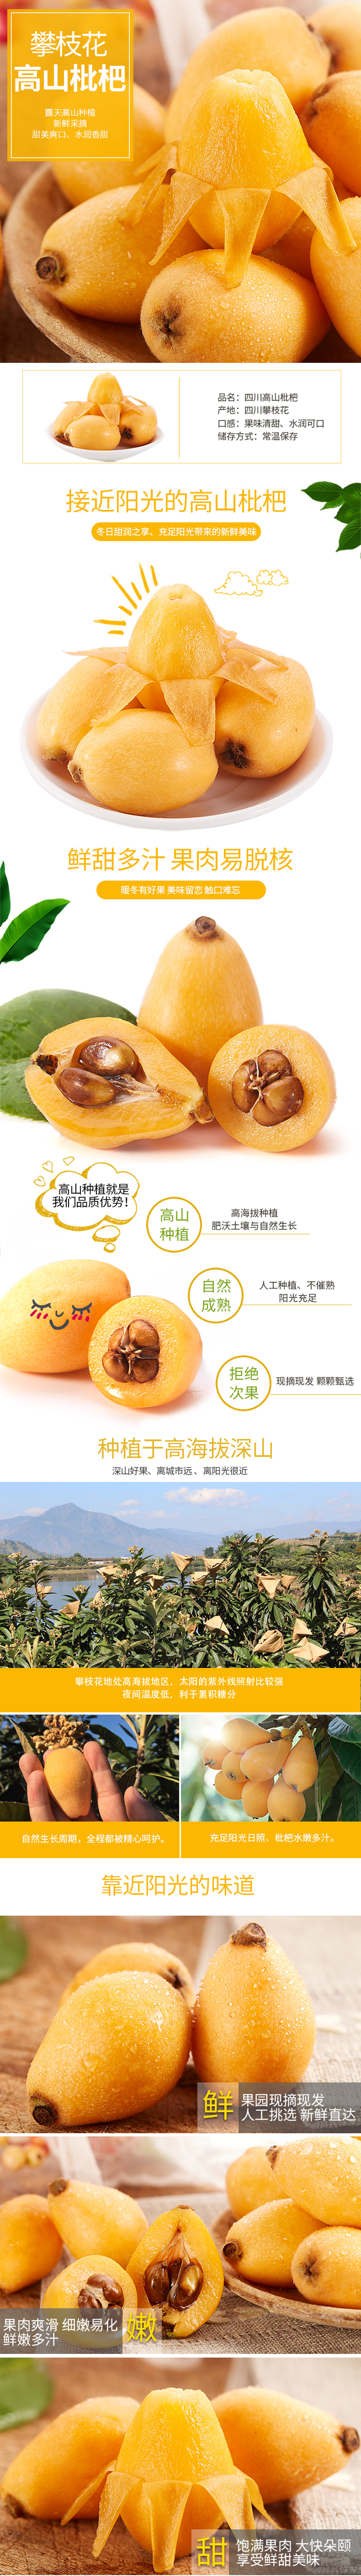 攀枝花
高山枇杷
露天高山种植
新鲜采摘
甜美爽口、水润香甜
品名：四川高山枇杷
产地：四川攀枝花
口感：果味清甜、水润可口
储存方式：常温保存
接近阳光的高山枇杷
冬日甜润之享、充足阳光带来的新鲜美味
鲜甜多汁 果肉易脱核
暖冬有好果 美味留恋 触口难忘
高山种植就是
我们品质优势！
高山
种植
高海拔种植
肥沃土壤与自然生长
自然
成熟
人工种植、不催熟
阳光充足
拒绝
次果
现摘现发 颗颗甄选
种植于高海拔深山
深山好果、离城市远、离阳光很近
攀枝花地处高海拔地区，太阳的紫外线照射比较强
夜间温度低，利于累积糖分
自然生长周期，全程都被精心呵护。
充足阳光日照、枇杷水嫩多汁。
靠近阳光的味道
鲜
果园现摘现发
人工挑选 新鲜直达
果肉爽滑 细嫩易化
鲜嫩多汁
嫩
甜
饱满果肉 大快朵颐
享受鲜甜美味